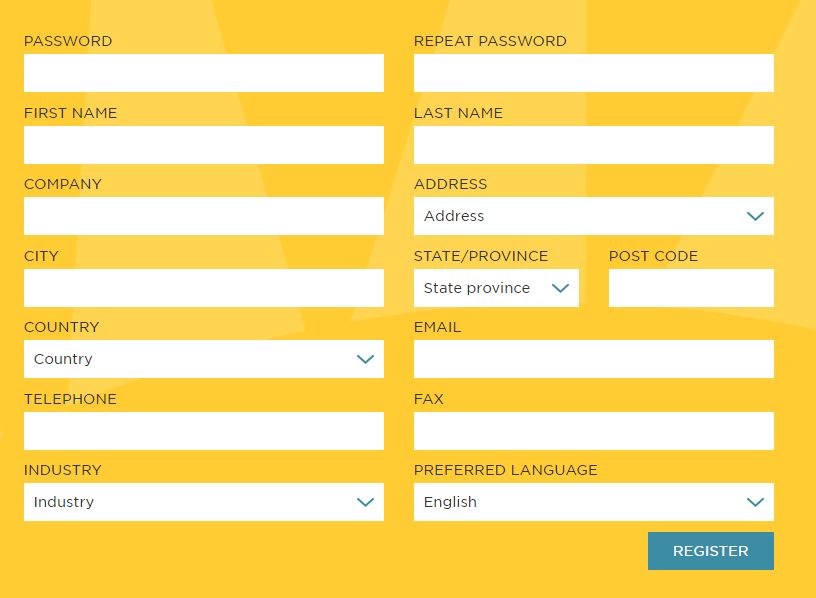 PASSWORD REPEAT PASSWORD
FIRST NAME LAST NAME
COMPANY ADDRESS
Address
CITY STATE/PROVINCE POST CODE
State province
COUNTRY EMAIL
Country
TELEPHONE FAX
INDUSTRY PREFERRED LANGUAGE
Industry English
REGISTER